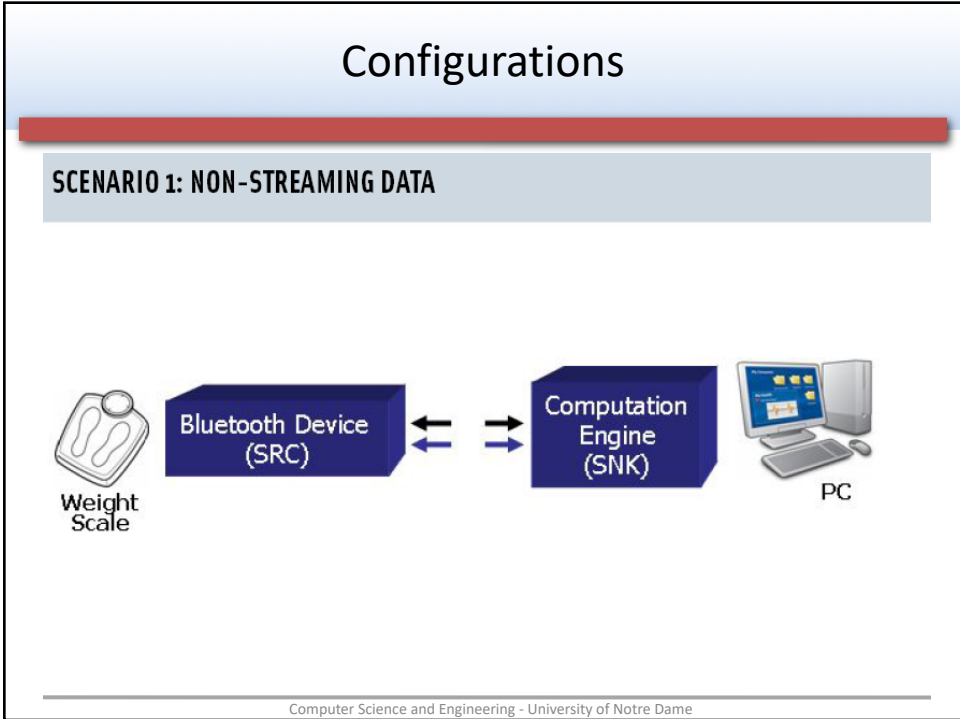 Configurations
SCENARIO 1: NON-STREAMING DATA
Bluetooth Device
(SRC)
Computation
Engine
(SNK)
Weight
Scale
PC
Computer Science and Engineering - University of Notre Dame